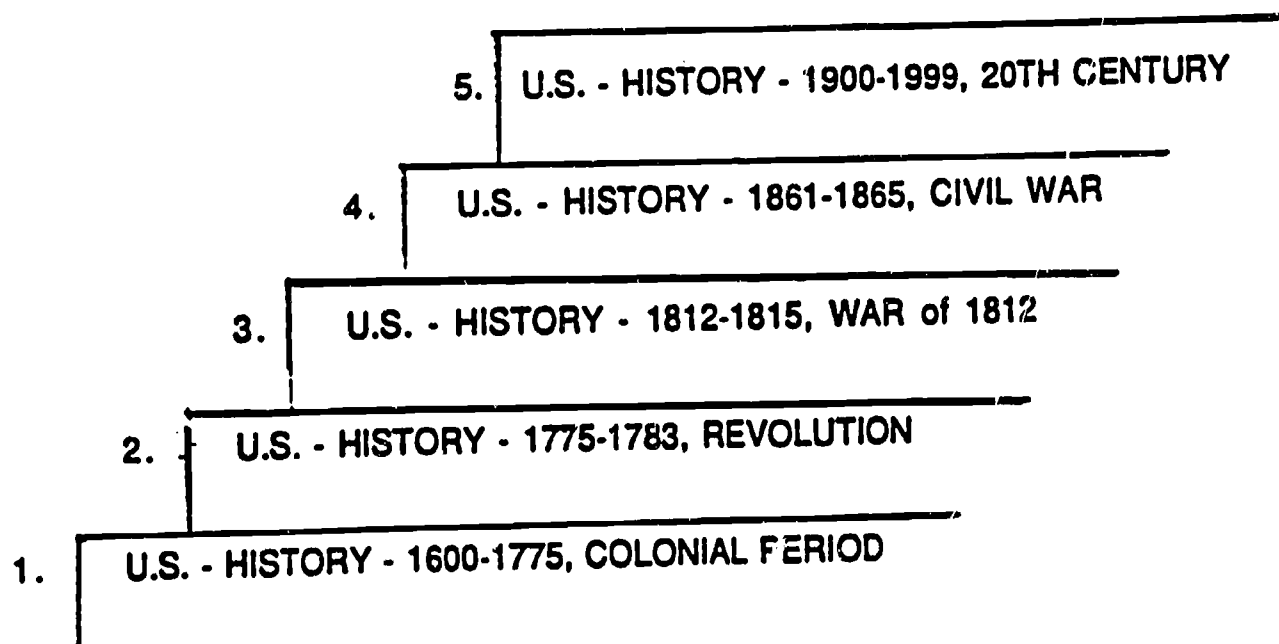 5. U.S. - HISTORY - 1900-1999, 20TH CENTURY
4. U.S. - HISTORY - 1861-1865, CIVIL WAR
3. U.S. - HISTORY - 1812-1815, WAR of 1812
2. U.S. - HISTORY - 1775-1783, REVOLUTION
1. U.S. - HISTORY - 1600-1775, COLONIAL PERIOD